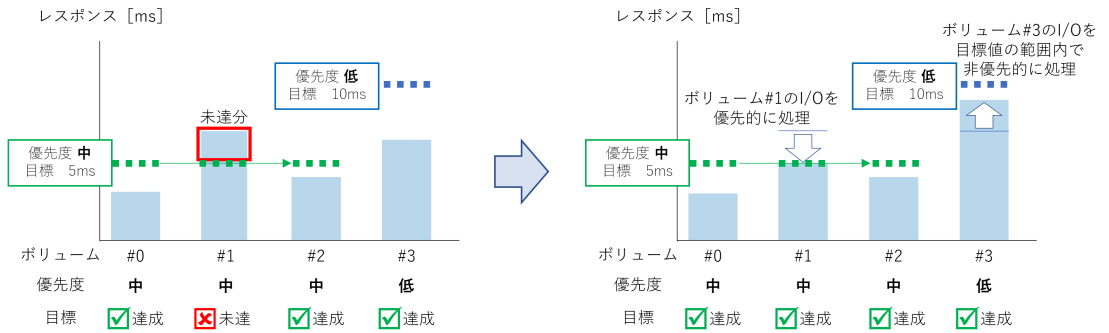 レスポンス [ms]
優先度 低
目標 10ms
未達分
優先度 中
目標 5ms
ボリューム #0 #1 #2 #3
優先度 中 中 中 低
目標 達成 未達 達成 達成
レスポンス [ms]
ボリューム#3のI/Oを
目標値の範囲内で
非優先的に処理
優先度 低
目標 10ms
ボリューム#1のI/Oを
優先的に処理
優先度 中
目標 5ms
ボリューム #0 #1 #2 #3
優先度 中 中 中 低
目標 達成 達成 達成 達成